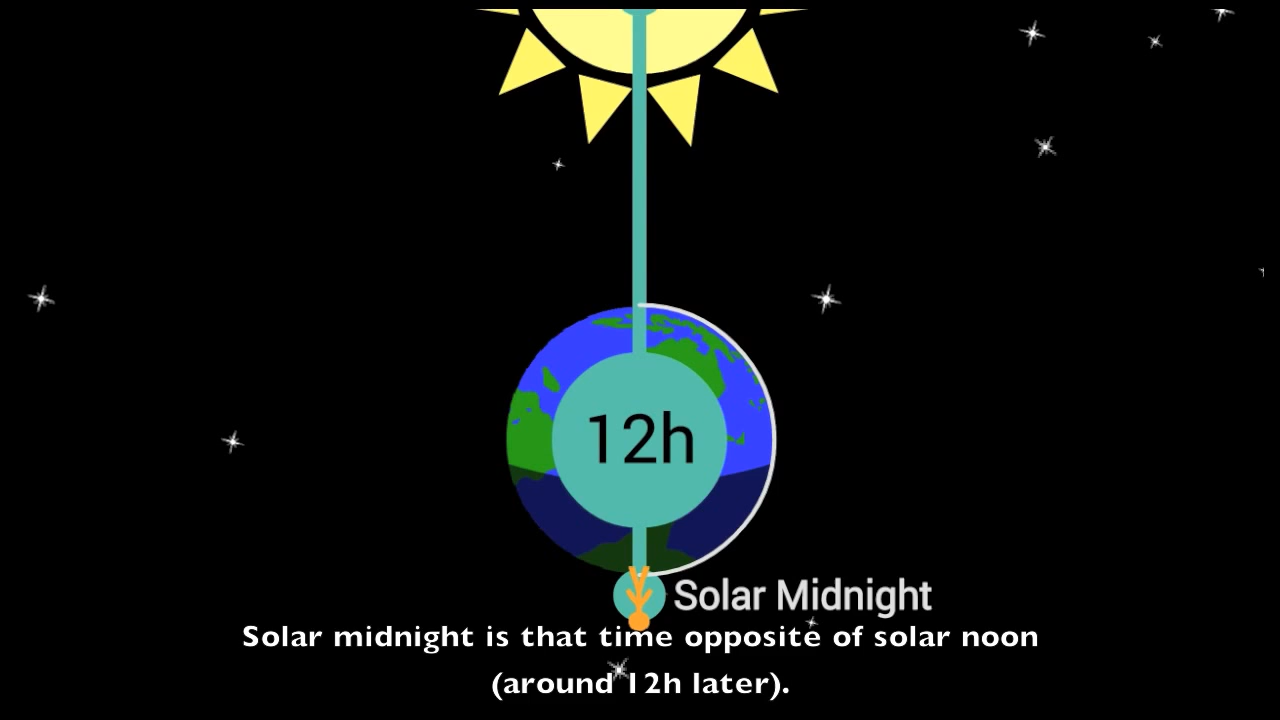 12h
Solar Midnight
Solar midnight is that time opposite of solar noon
(around 12h later).